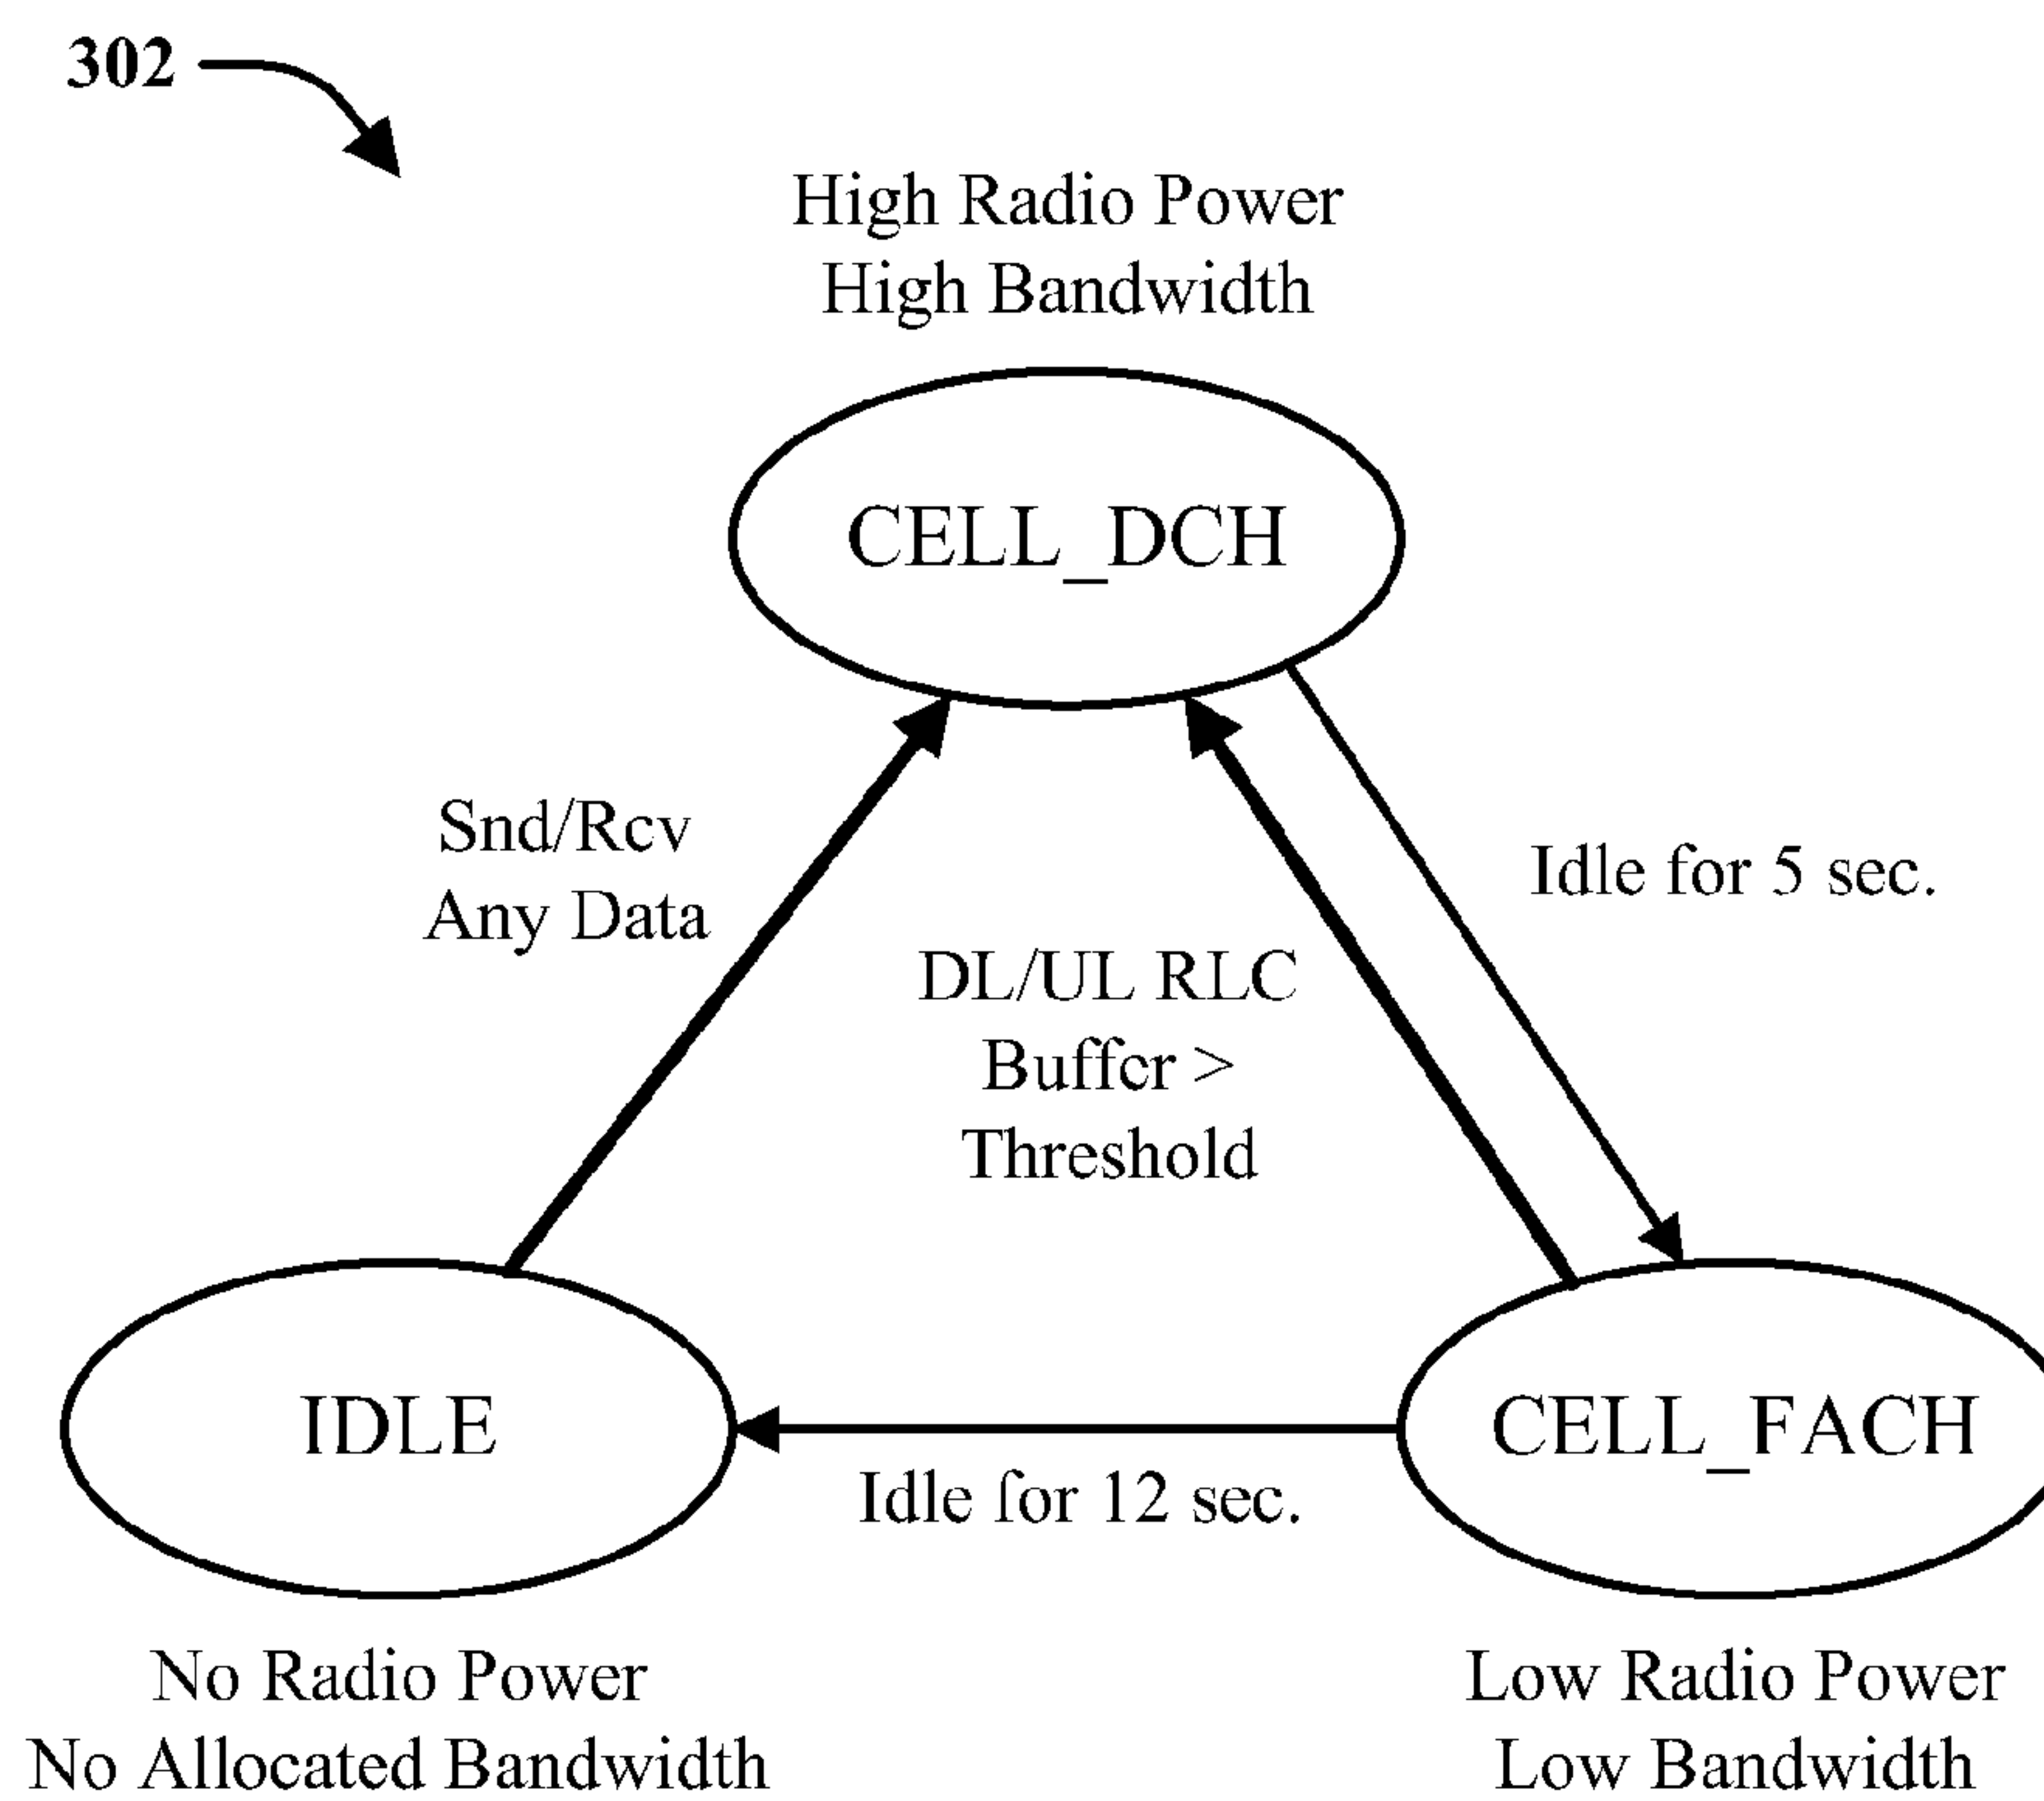 302
High Radio Power
High Bandwidth
CELL_DCH
Snd/Rcv
Any Data
Idle for 5 sec.
DL/UL RLC
Buffer >
Threshold
IDLE
CELL_FACH
Idle for 12 sec.
No Radio Power
No Allocated Bandwidth
Low Radio Power
Low Bandwidth